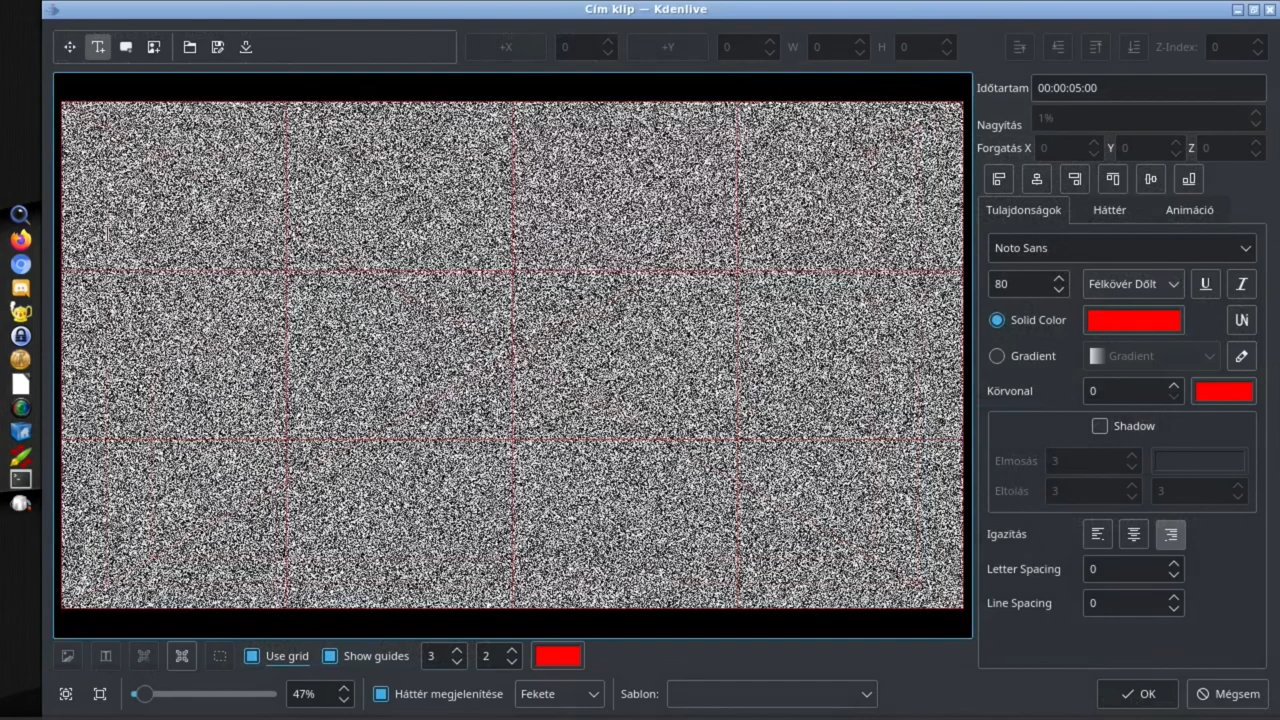 Cím klip — Kdenlive
+X 0 +Y 0 W 0 H 0 Z-Index: 0
Időtartam 00:00:05:00
Nagyítás 1%
Forgatás X 0 Y 0 Z 0
Tulajdonságok Háttér Animáció
Noto Sans
80 Félkövér Dőlt U I
Solid Color
Gradient Gradient
Körvonal 0
Shadow
Elmosás 3
Eltolás 3 3
Igazítás
Letter Spacing 0
Line Spacing 0
Use grid Show guides 3 2
47% Háttér megjelenítése Fekete Sablon: OK Mégsem